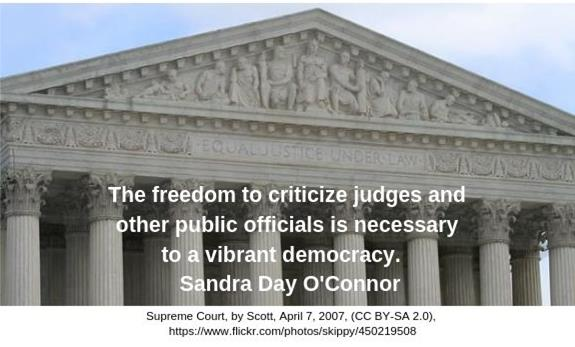 EQUAL JUSTICE UNDER LAW
The freedom to criticize judges and
other public officials is necessary
to a vibrant democracy.
Sandra Day O'Connor
Supreme Court, by Scott, April 7, 2007, (CC BY-SA 2.0),
https://www.flickr.com/photos/skippy/450219508